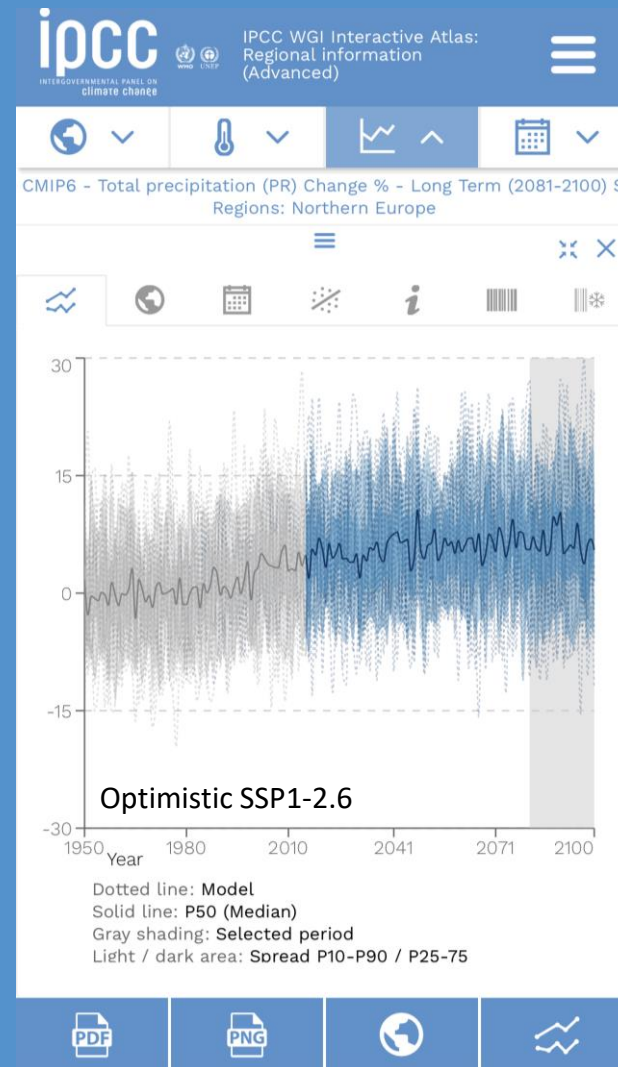 ipcc
INTERGOVERNMENTAL PANEL ON
climate change
WMO UNEP
IPCC WGI Interactive Atlas:
Regional information
(Advanced)
CMIP6 - Total precipitation (PR) Change % - Long Term (2081-2100) S
Regions: Northern Europe
i
30
15
0
-15
-30
Optimistic SSP1-2.6
1950 1980 2010 2041 2071 2100
Year
Dotted line: Model
Solid line: P50 (Median)
Gray shading: Selected period
Light / dark area: Spread P10-P90 / P25-75
PDF PNG